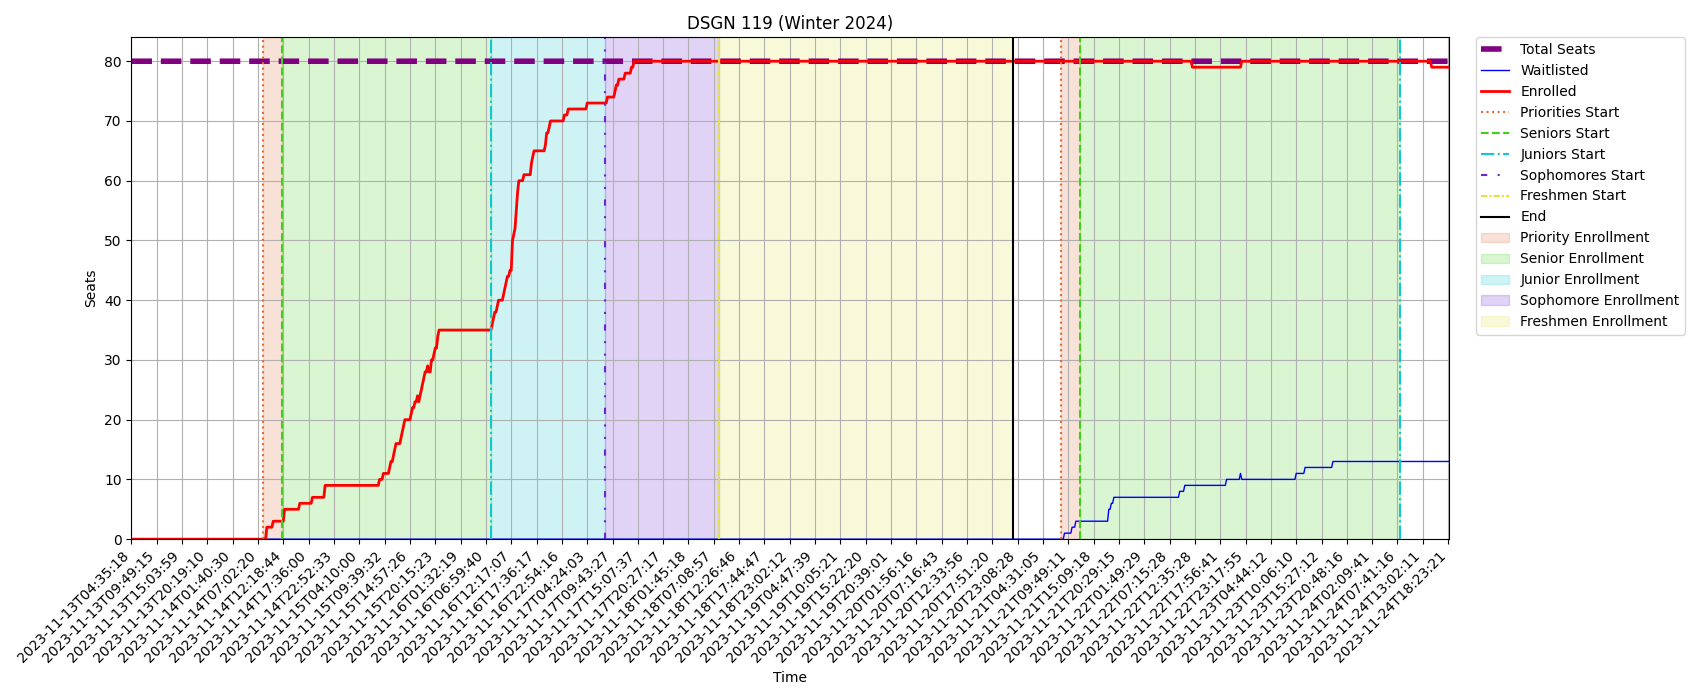 DSGN 119 (Winter 2024)
Total Seats
Waitlisted
Enrolled
Priorities Start
Seniors Start
Juniors Start
Sophomores Start
Freshmen Start
End
Priority Enrollment
Senior Enrollment
Junior Enrollment
Sophomore Enrollment
Freshmen Enrollment
Seats
80
70
60
50
40
30
20
10
0
2023-11-13T04:35:18
2023-11-13T09:49:15
2023-11-13T15:03:59
2023-11-13T20:19:10
2023-11-14T01:40:30
2023-11-14T07:02:20
2023-11-14T12:18:44
2023-11-14T17:36:00
2023-11-14T22:52:33
2023-11-15T04:10:00
2023-11-15T09:39:32
2023-11-15T14:57:26
2023-11-15T20:15:23
2023-11-16T01:32:19
2023-11-16T06:59:40
2023-11-16T12:17:07
2023-11-16T17:36:17
2023-11-16T22:54:16
2023-11-17T04:24:03
2023-11-17T09:43:27
2023-11-17T15:07:37
2023-11-17T20:27:17
2023-11-18T01:45:18
2023-11-18T07:08:57
2023-11-18T12:26:46
2023-11-18T17:44:47
2023-11-18T23:02:12
2023-11-19T04:47:39
2023-11-19T10:05:21
2023-11-19T15:22:20
2023-11-19T20:39:01
2023-11-20T01:56:16
2023-11-20T07:16:43
2023-11-20T12:33:56
2023-11-20T17:51:20
2023-11-20T23:08:28
2023-11-21T04:31:05
2023-11-21T09:49:11
2023-11-21T15:09:18
2023-11-21T20:29:15
2023-11-22T01:49:29
2023-11-22T07:15:28
2023-11-22T12:35:28
2023-11-22T17:56:41
2023-11-22T23:17:55
2023-11-23T04:44:12
2023-11-23T10:06:10
2023-11-23T15:27:12
2023-11-23T20:48:16
2023-11-24T02:09:41
2023-11-24T07:41:16
2023-11-24T13:02:11
2023-11-24T18:23:21
Time